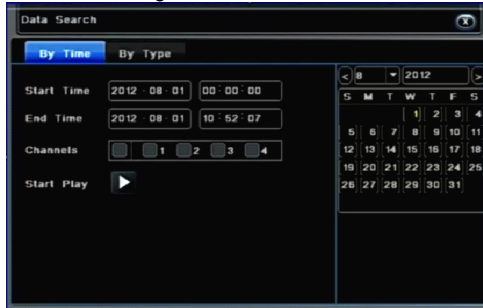 Data Search
By Time By Type
Start Time 2012-08-01 00:00:00
End Time 2012-08-01 10:52:07
Channels 1 2 3 4
Start Play
8 2012
S M T W T F S
1 2 3 4
5 6 7 8 9 10 11
12 13 14 15 16 17 18
19 20 21 22 23 24 25
26 27 28 29 30 31